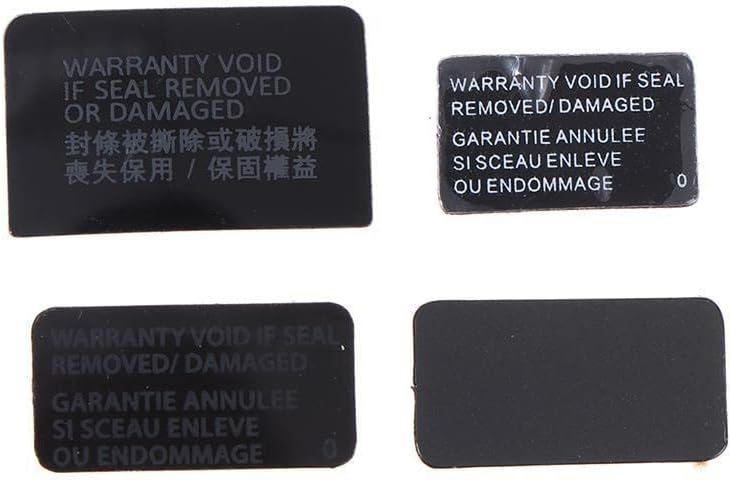 WARRANTY VOID
IF SEAL REMOVED
OR DAMAGED
封條被撕除或破損將
喪失保用 / 保固權益
WARRANTY VOID IF SEAL
REMOVED/ DAMAGED
GARANTIE ANNULEE
SI SCEAU ENLEVE
OU ENDOMMAGE 0
WARRANTY VOID IF SEAL
REMOVED/ DAMAGED
GARANTIE ANNULEE
SI SCEAU ENLEVE
OU ENDOMMAGE 0